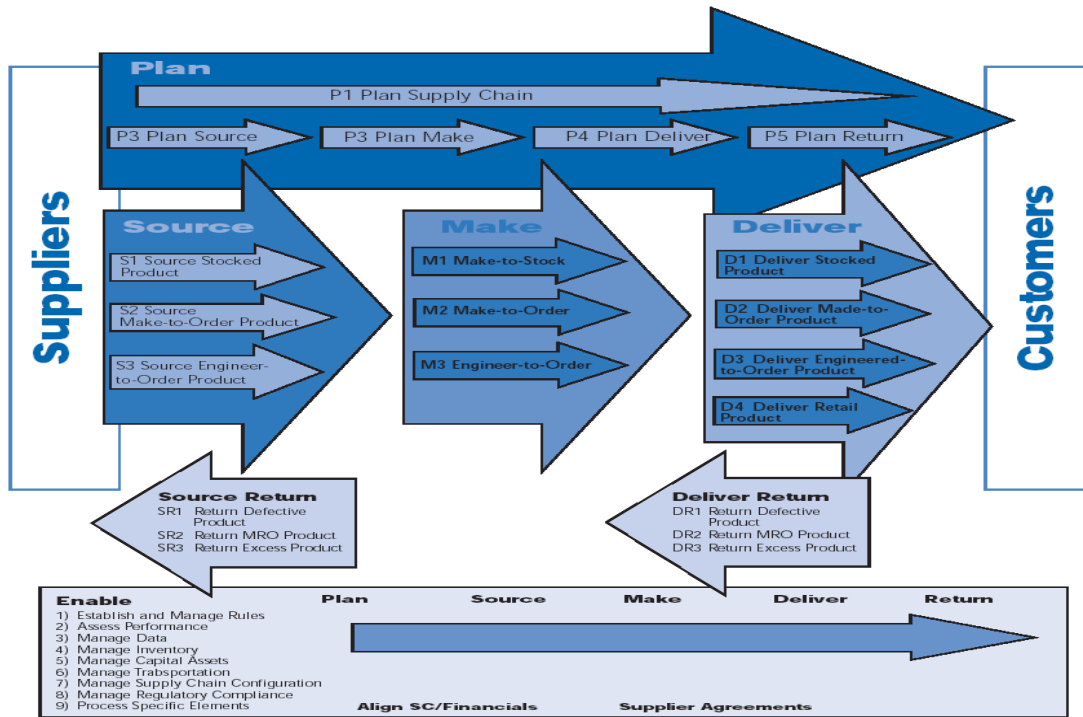 Plan
P1 Plan Supply Chain
P3 Plan Source
P3 Plan Make
P4 Plan Deliver
P5 Plan Return
Suppliers
Source
S1 Source Stocked
Product
S2 Source
Make-to-Order Product
S3 Source Engineer-
to-Order Product
Make
M1 Make-to-Stock
M2 Make-to-Order
M3 Engineer-to-Order
Deliver
D1 Deliver Stocked
Product
D2 Deliver Made-to-
Order Product
D3 Deliver Engineered-
to-Order Product
D4 Deliver Retail
Product
Customers
Source Return
SR1 Return Defective
Product
SR2 Return MRO Product
SR3 Return Excess Product
Deliver Return
DR1 Return Defective
Product
DR2 Return MRO Product
DR3 Return Excess Product
Enable
1) Establish and Manage Rules
2) Assess Performance
3) Manage Data
4) Manage Inventory
5) Manage Capital Assets
6) Manage Trabsportation
7) Manage Supply Chain Configuration
8) Manage Regulatory Compliance
9) Process Specific Elements
Plan Source Make Deliver Return
Align SC/Financials Supplier Agreements